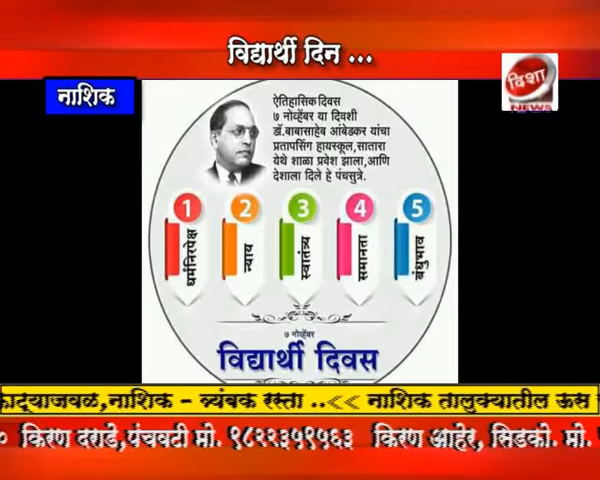 विद्यार्थी दिन ...
नाशिक
दिशा
NEWS
ऐतिहासिक दिवस
७ नोव्हेंबर या दिवशी
डॉ.बाबासाहेब आंबेडकर यांचा
प्रतापसिंग हायस्कूल,सातारा
येथे शाळा प्रवेश झाला,आणि
देशाला दिले हे पंचसुत्रे.
1 2 3 4 5
धर्मनिरपेक्ष
न्याय
स्वातंत्र्य
समानता
बंधुभाव
७ नोव्हेंबर
विद्यार्थी दिवस
नाशिक - त्र्यंबक रस्ता ..<< नाशिक तालुक्यातील ऊस
किरण दराडे,पंचवटी मो. ९८२२३५९५६३ किरण आहेर, सिडको. मो.